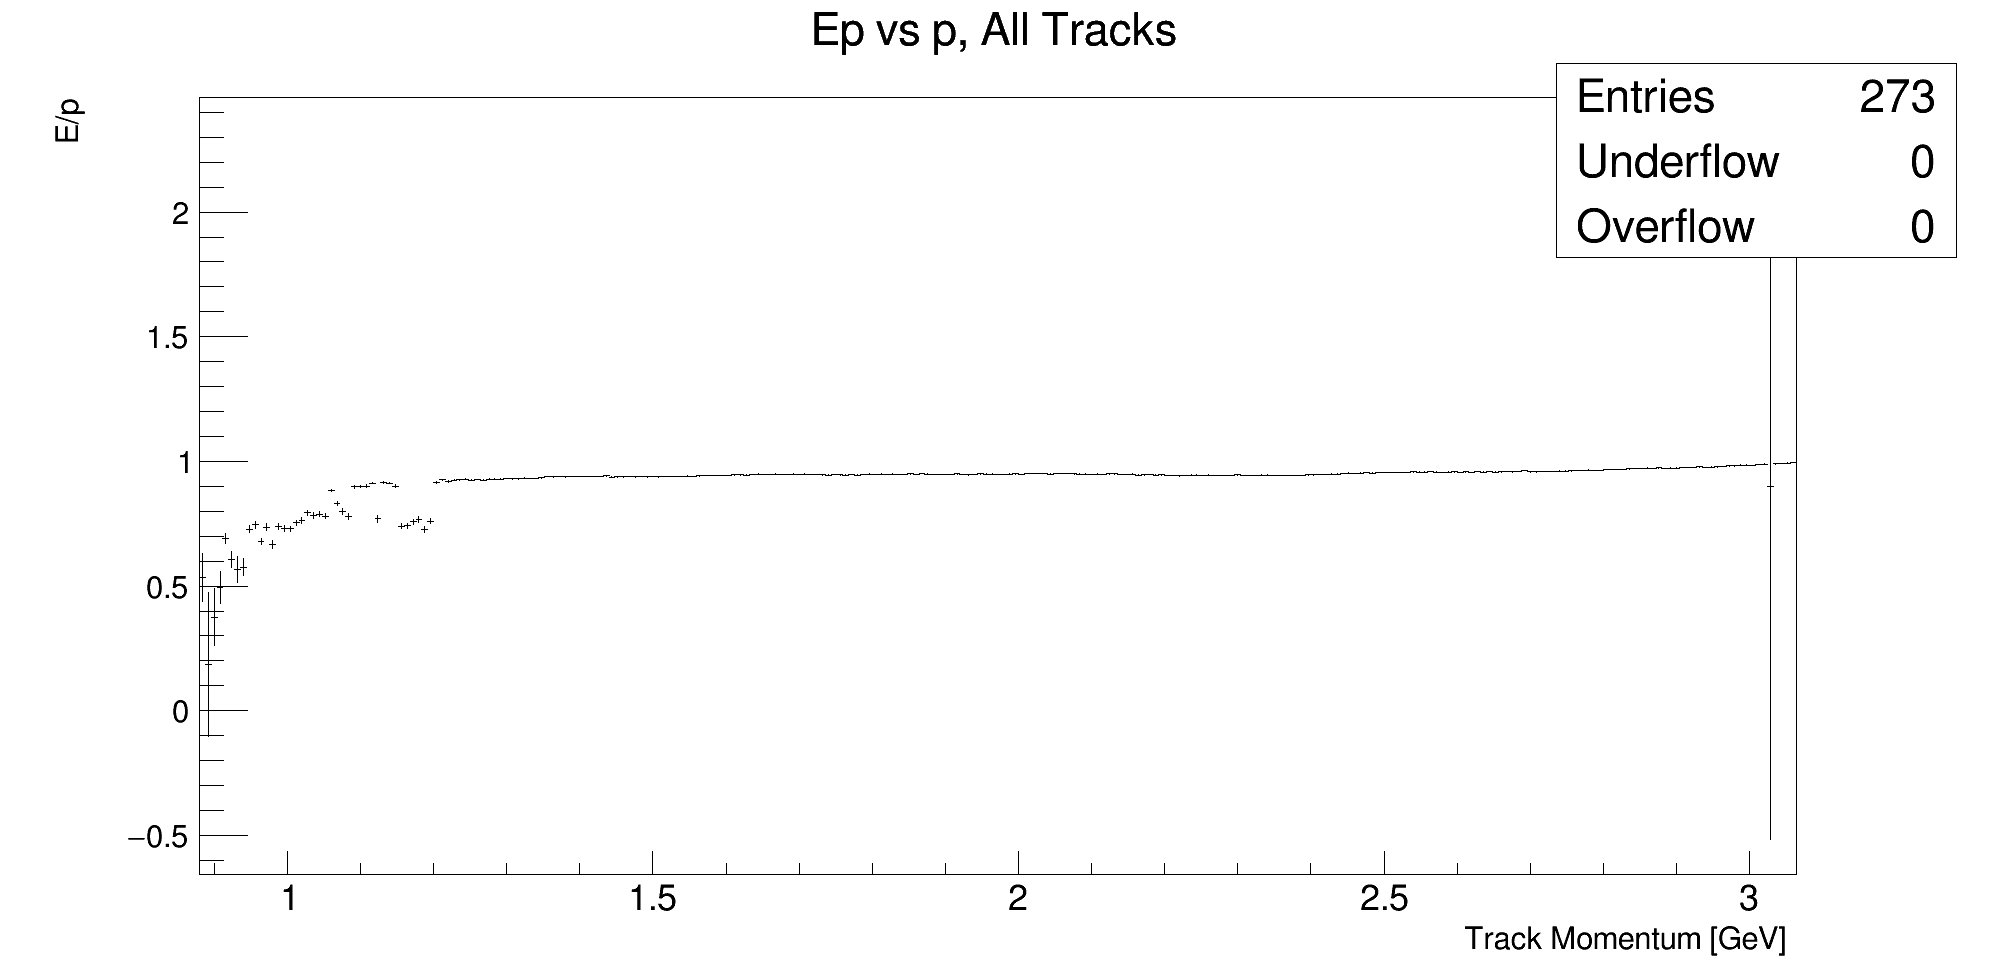 Ep vs p, All Tracks
Entries 273
Underflow 0
Overflow 0
E/p
2
1.5
1
0.5
0
−0.5
1 1.5 2 2.5 3
Track Momentum [GeV]